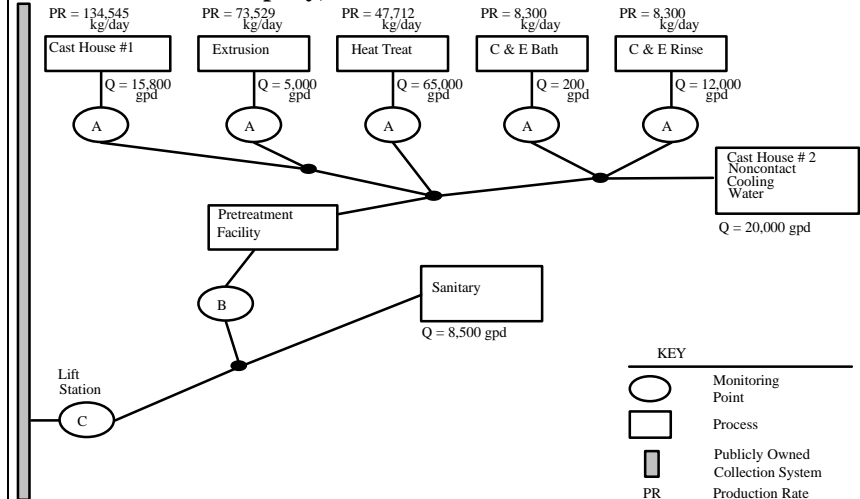 PR = 134,545
kg/day
PR = 73,529
kg/day
PR = 47,712
kg/day
PR = 8,300
kg/day
PR = 8,300
kg/day
Cast House #1
Extrusion
Heat Treat
C & E Bath
C & E Rinse
Q = 15,800
gpd
Q = 5,000
gpd
Q = 65,000
gpd
Q = 200
gpd
Q = 12,000
gpd
A
A
A
A
A
Cast House # 2
Noncontact
Cooling
Water
Q = 20,000 gpd
Pretreatment
Facility
B
Sanitary
Q = 8,500 gpd
Lift
Station
C
KEY
Monitoring
Point
Process
Publicly Owned
Collection System
PR Production Rate